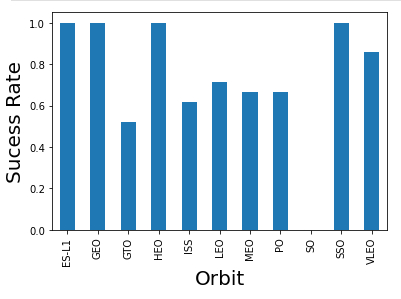 Sucess Rate
1.0
0.8
0.6
0.4
0.2
0.0
ES-L1
GEO
GTO
HEO
ISS
LEO
MEO
PO
SO
SSO
VLEO
Orbit